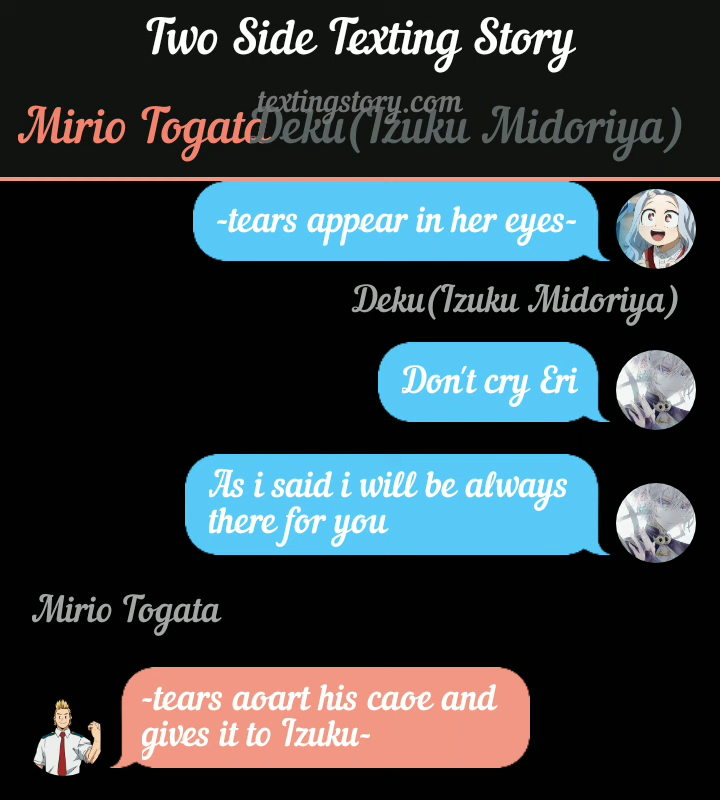 Two Side Texting Story
textingstory.com
Mirio Togata
Deku(Izuku Midoriya)
~tears appear in her eyes~
Deku(Izuku Midoriya)
Don't cry Eri
As i said i will be always
there for you
Mirio Togata
~tears aoart his caoe and
gives it to Izuku~